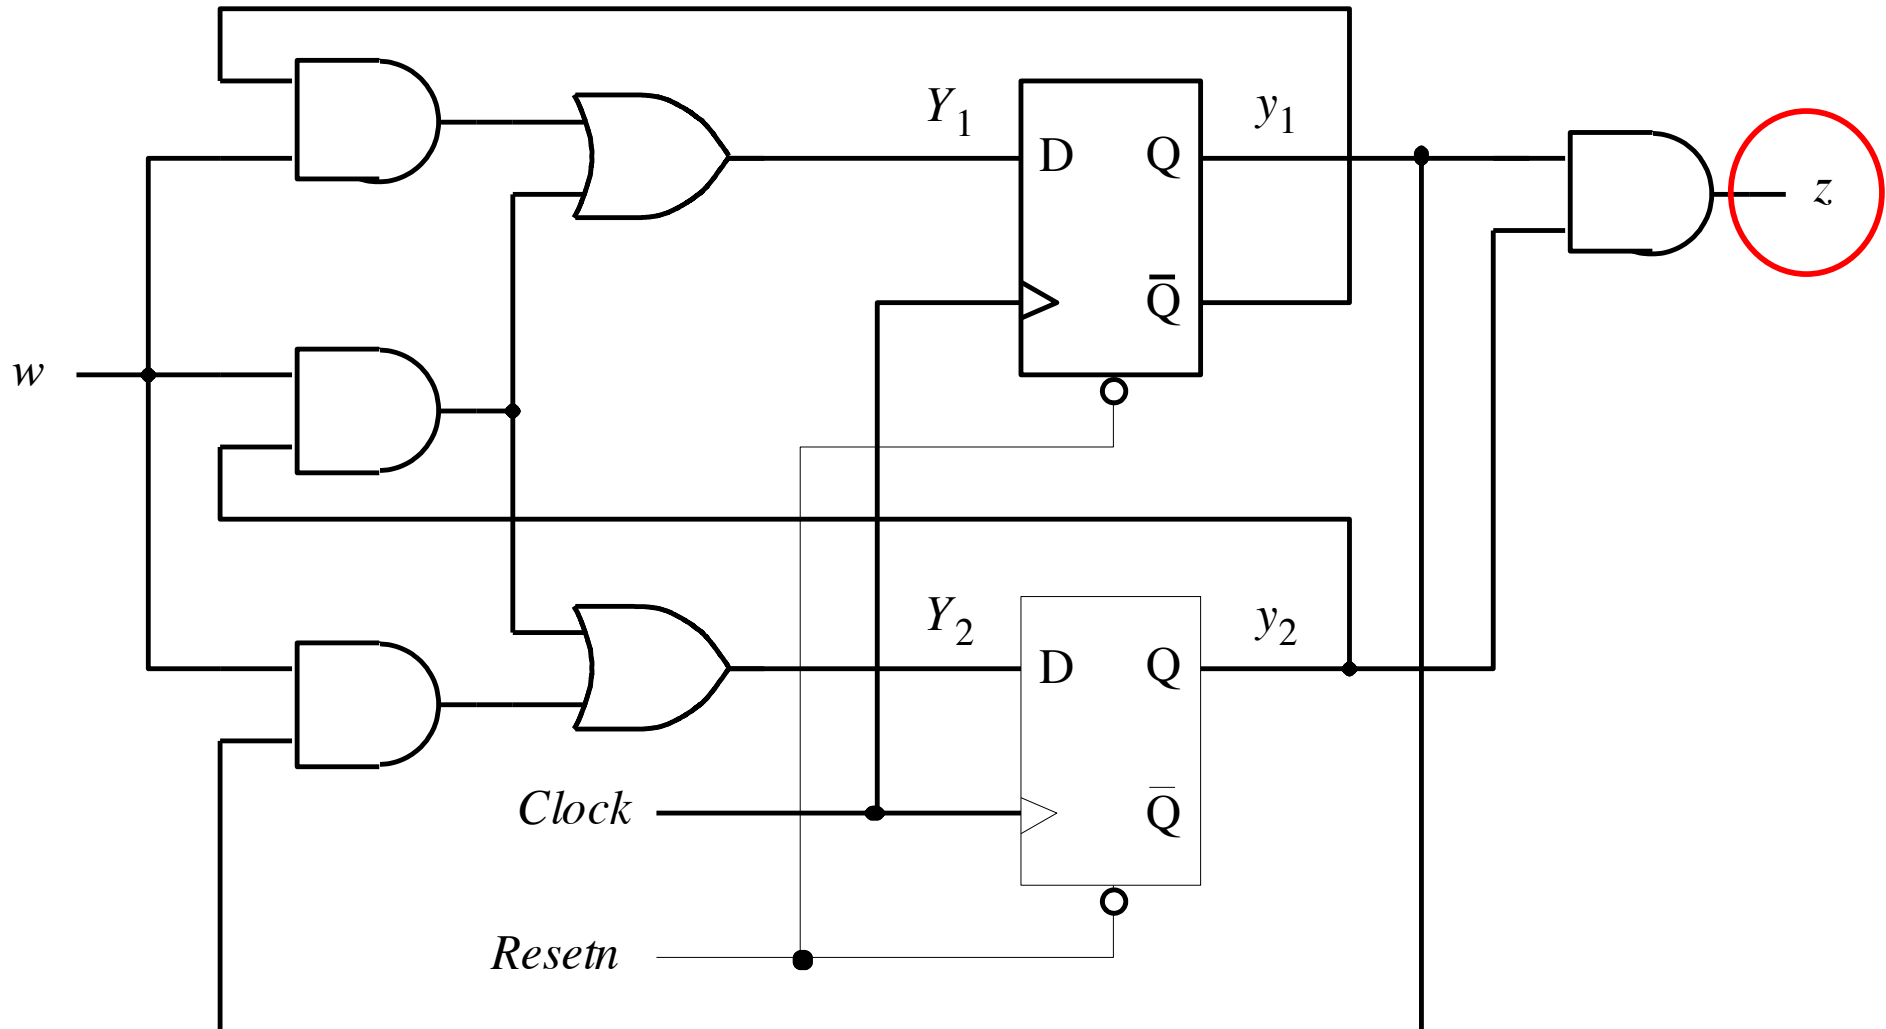 Y₁
D
Q
y₁
Q̅
z
w
Y₂
D
Q
y₂
Q̅
Clock
Resetn